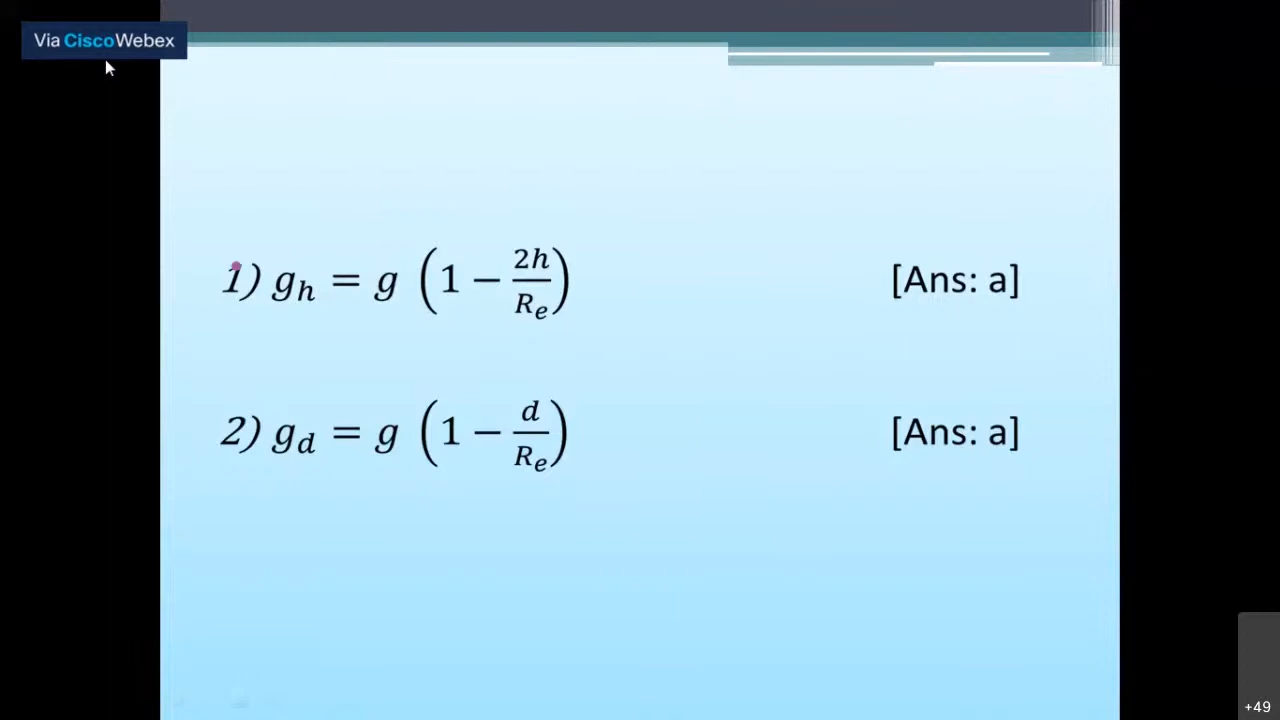 Via CiscoWebex
1) g_h = g (1 − 2h/R_e) [Ans: a]
2) g_d = g (1 − d/R_e) [Ans: a]
+49